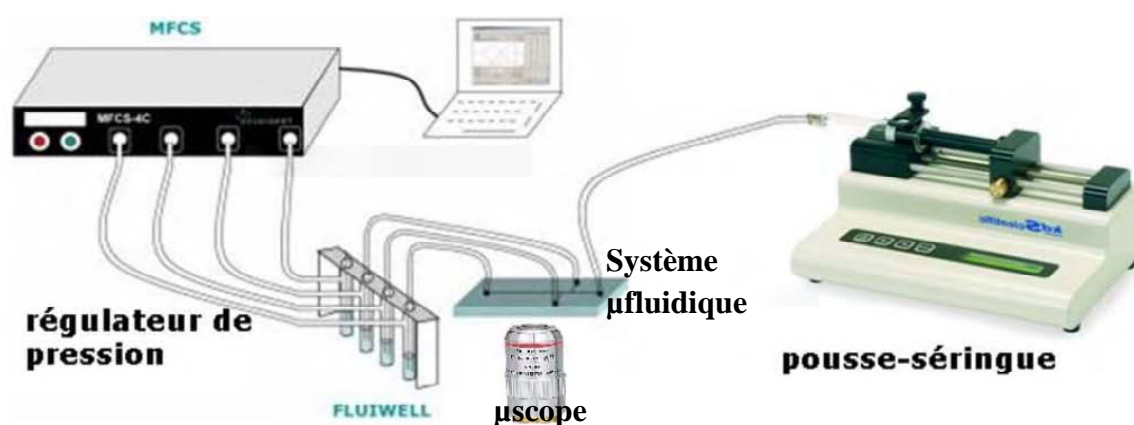 MFCS
MFCS-4C
Système
µfluidique
régulateur de
pression
pousse-séringue
FLUIWELL
µscope